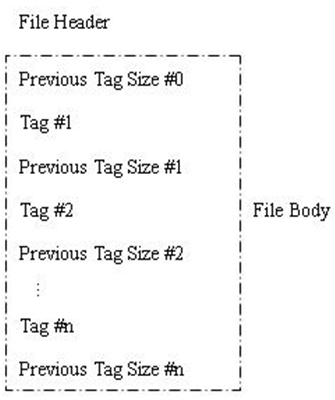 File Header
Previous Tag Size #0
Tag #1
Previous Tag Size #1
Tag #2
File Body
Previous Tag Size #2
⋮
Tag #n
Previous Tag Size #n